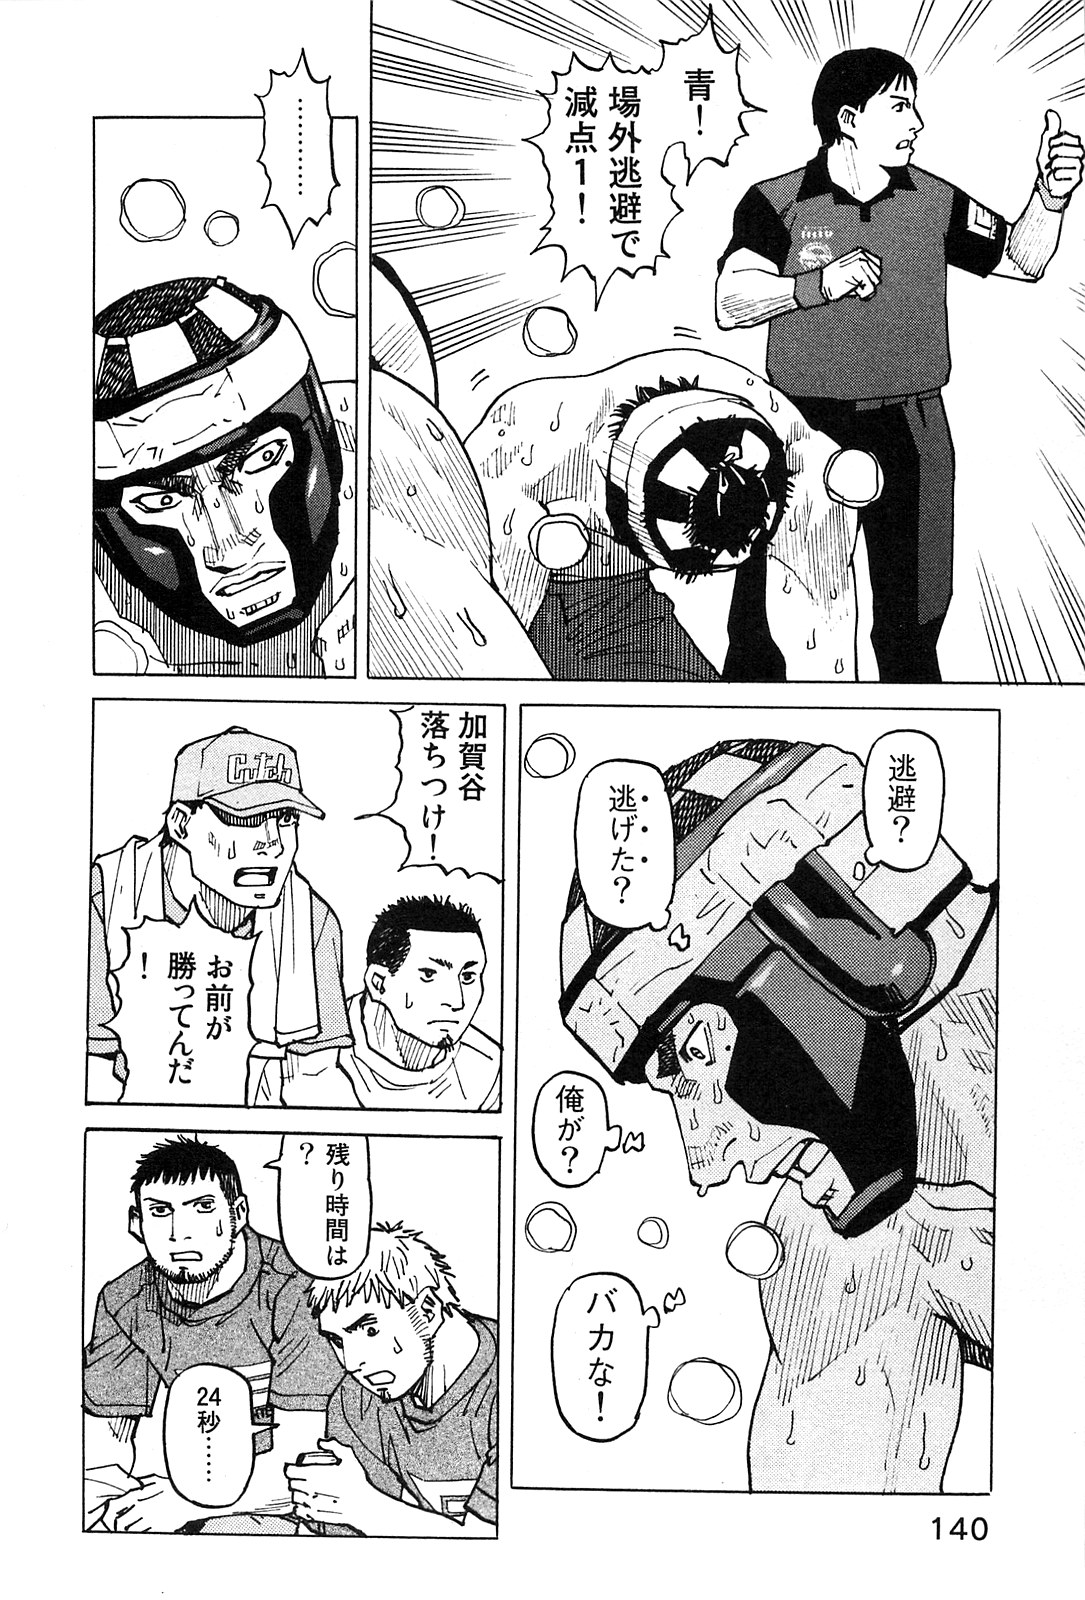 青！
場外逃避で
減点1！
………
逃避？
逃げた？
俺が？
バカな！
加賀谷
落ちつけ！
Cutch
お前が
勝ってんだ
！
残り時間は
？
24秒……
140